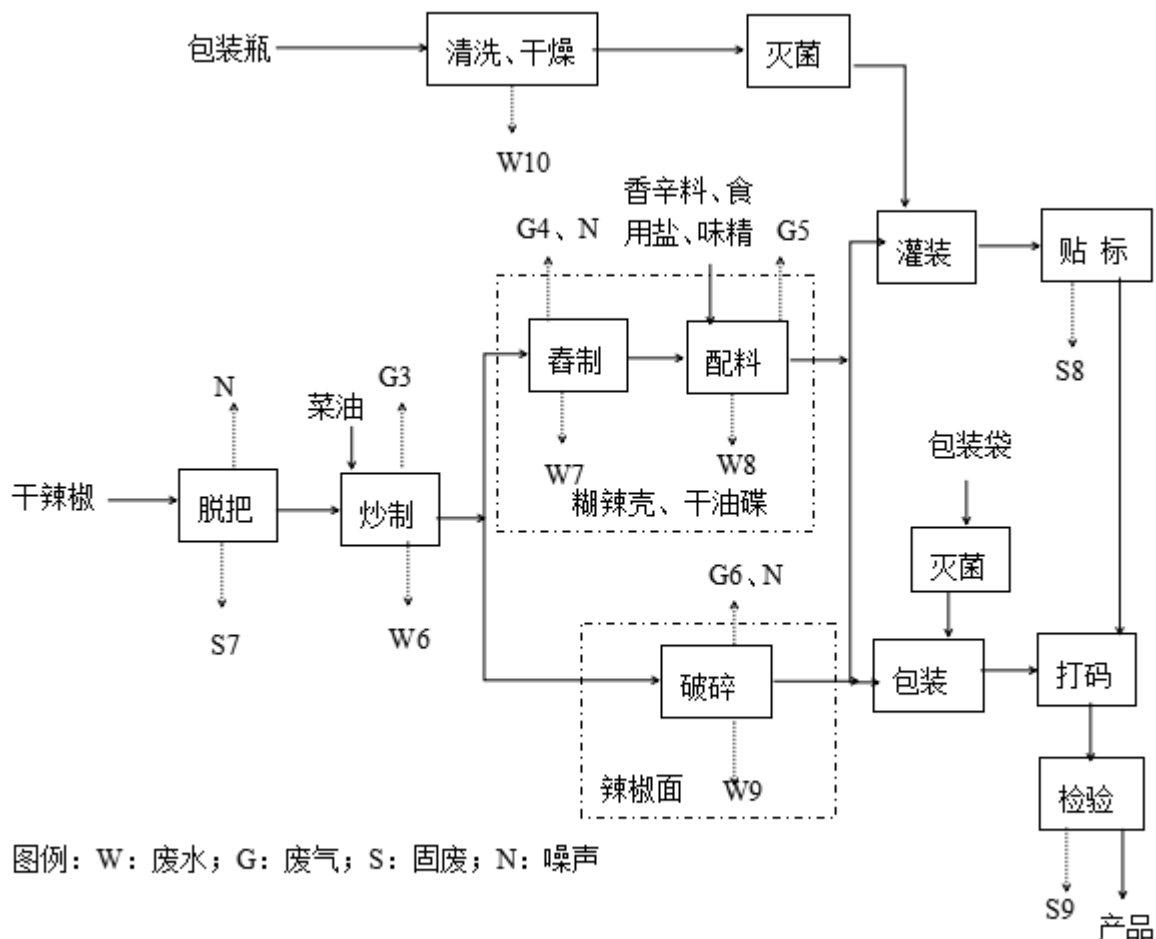 包装瓶
清洗、干燥
灭菌
W10
香辛料、食
用盐、味精
G4、N
G5
灌装
贴 标
舂制
配料
S8
N
G3
菜油
W7
W8
包装袋
干辣椒
脱把
炒制
糊辣壳、干油碟
灭菌
G6、N
S7
W6
破碎
包装
打码
辣椒面
W9
检验
图例：W：废水；G：废气；S：固废；N：噪声
S9
产品